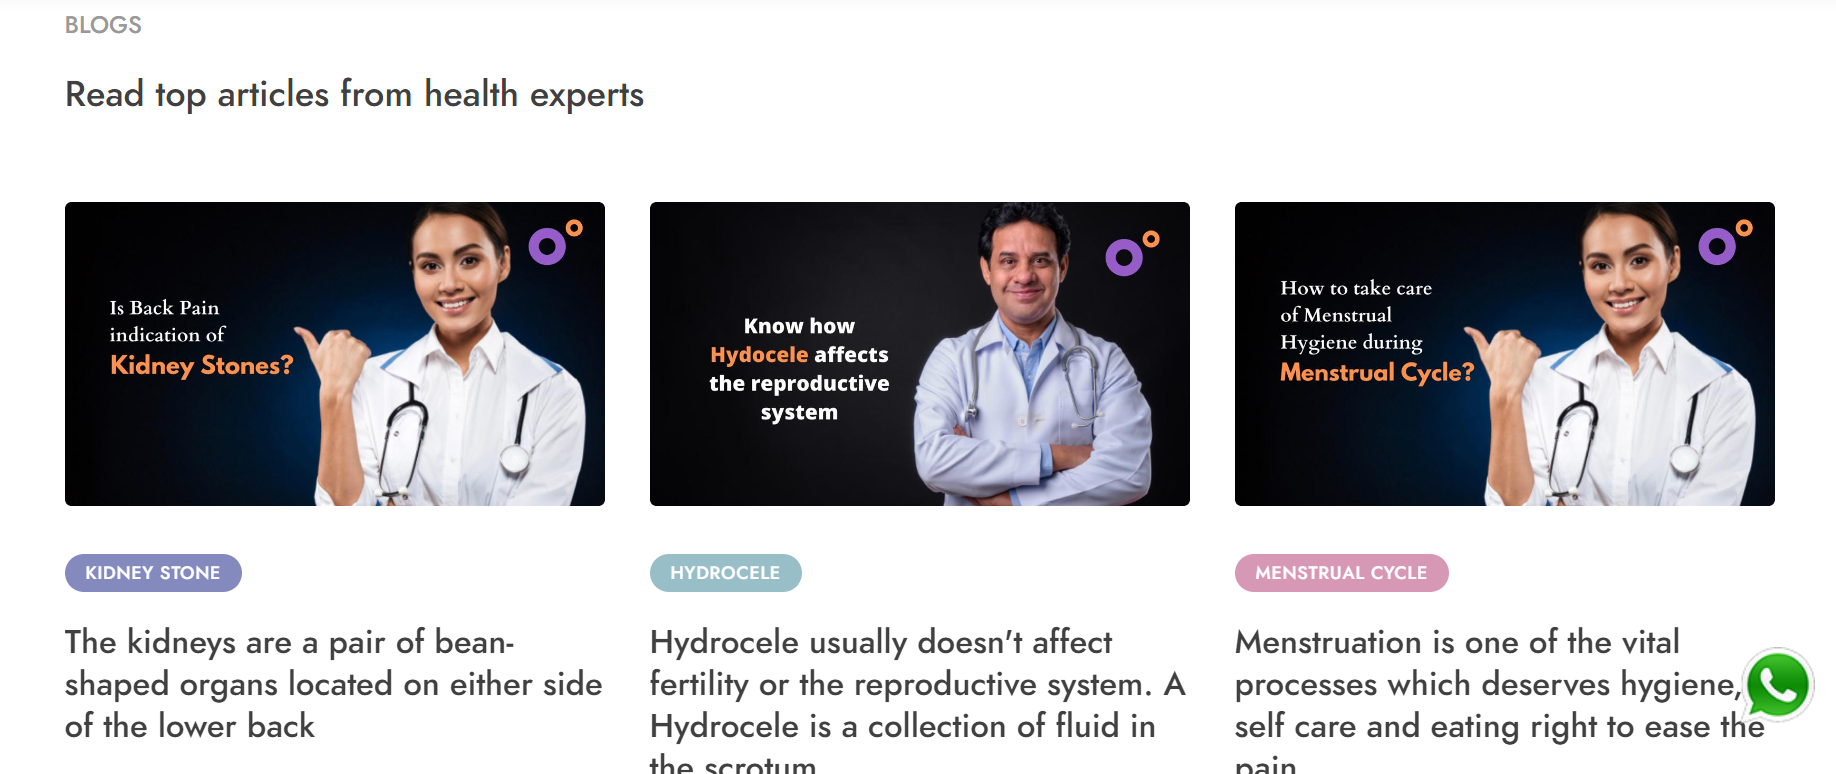 BLOGS
Read top articles from health experts
Is Back Pain
indication of
Kidney Stones?
Know how
Hydocele affects
the reproductive
system
How to take care
of Menstrual
Hygiene during
Menstrual Cycle?
KIDNEY STONE
HYDROCELE
MENSTRUAL CYCLE
The kidneys are a pair of bean-
shaped organs located on either side
of the lower back
Hydrocele usually doesn't affect
fertility or the reproductive system. A
Hydrocele is a collection of fluid in
the scrotum
Menstruation is one of the vital
processes which deserves hygiene,
self care and eating right to ease the
pain